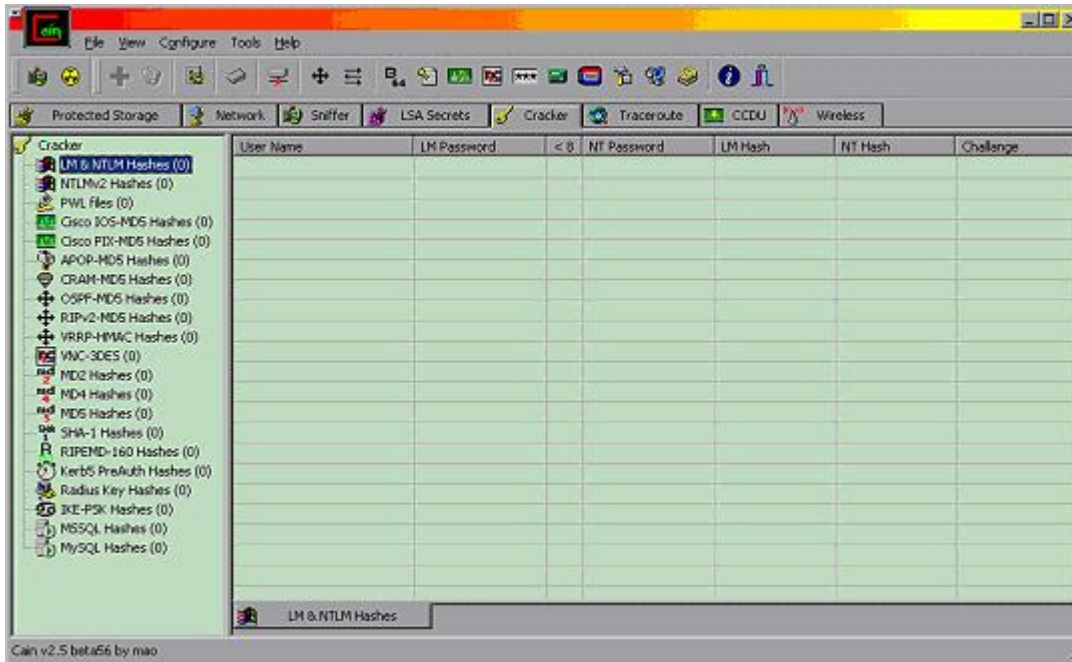 Cain
File View Configure Tools Help
Protected Storage Network Sniffer LSA Secrets Cracker Traceroute CCDU Wireless
Cracker
LM & NTLM Hashes (0)
NTLMv2 Hashes (0)
PWL files (0)
Cisco IOS-MD5 Hashes (0)
Cisco PIX-MD5 Hashes (0)
APOP-MD5 Hashes (0)
CRAM-MD5 Hashes (0)
OSPF-MD5 Hashes (0)
RIPv2-MD5 Hashes (0)
VRRP-HMAC Hashes (0)
VNC-3DES (0)
MD2 Hashes (0)
MD4 Hashes (0)
MD5 Hashes (0)
SHA-1 Hashes (0)
RIPEMD-160 Hashes (0)
Kerb5 PreAuth Hashes (0)
Radius Key Hashes (0)
IKE-PSK Hashes (0)
MSSQL Hashes (0)
MySQL Hashes (0)
User Name LM Password < 8 NT Password LM Hash NT Hash Challange
LM & NTLM Hashes
Cain v2.5 beta56 by mao